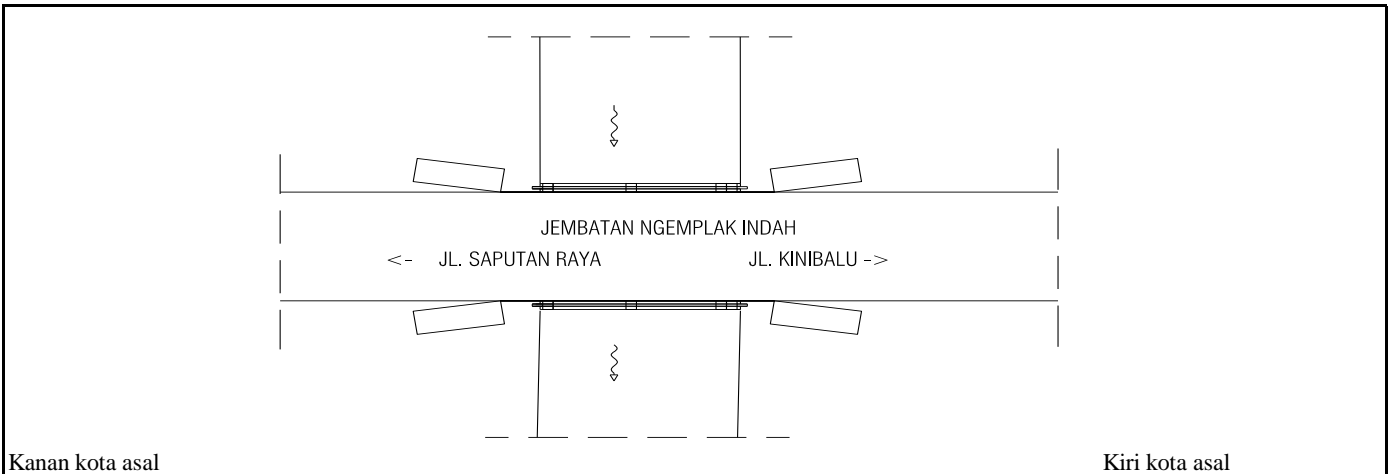 JEMBATAN NGEMPLAK INDAH
<- JL. SAPUTAN RAYA JL. KINIBALU ->
Kanan kota asal Kiri kota asal